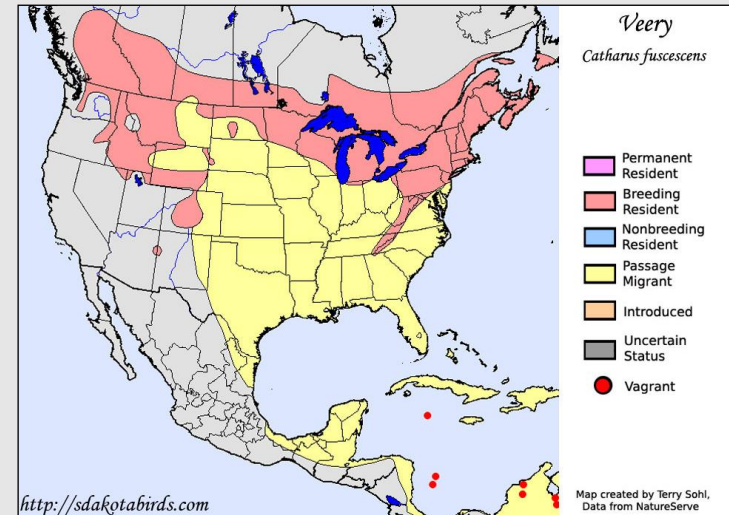 Veery
Catharus fuscescens
Permanent
Resident
Breeding
Resident
Nonbreeding
Resident
Passage
Migrant
Introduced
Uncertain
Status
Vagrant
http://sdakotabirds.com
Map created by Terry Sohl,
Data from NatureServe